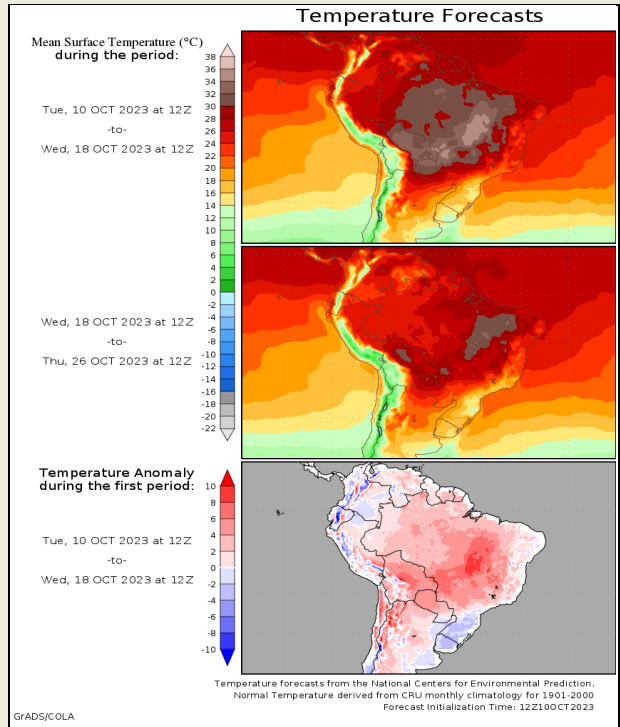 Temperature Forecasts
Mean Surface Temperature (°C)
during the period:
Tue, 10 OCT 2023 at 12Z
-to-
Wed, 18 OCT 2023 at 12Z
38
36
34
32
30
28
26
24
22
20
18
16
14
12
10
8
6
4
2
0
-2
-4
-6
-8
-10
-12
-14
-16
-18
-20
-22
Wed, 18 OCT 2023 at 12Z
-to-
Thu, 26 OCT 2023 at 12Z
Temperature Anomaly
during the first period:
Tue, 10 OCT 2023 at 12Z
-to-
Wed, 18 OCT 2023 at 12Z
10
8
6
4
2
0
-2
-4
-6
-8
-10
Temperature forecasts from the National Centers for Environmental Prediction.
Normal Temperature derived from CRU monthly climatology for 1901-2000
Forecast Initialization Time: 12Z10OCT2023
GrADS/COLA